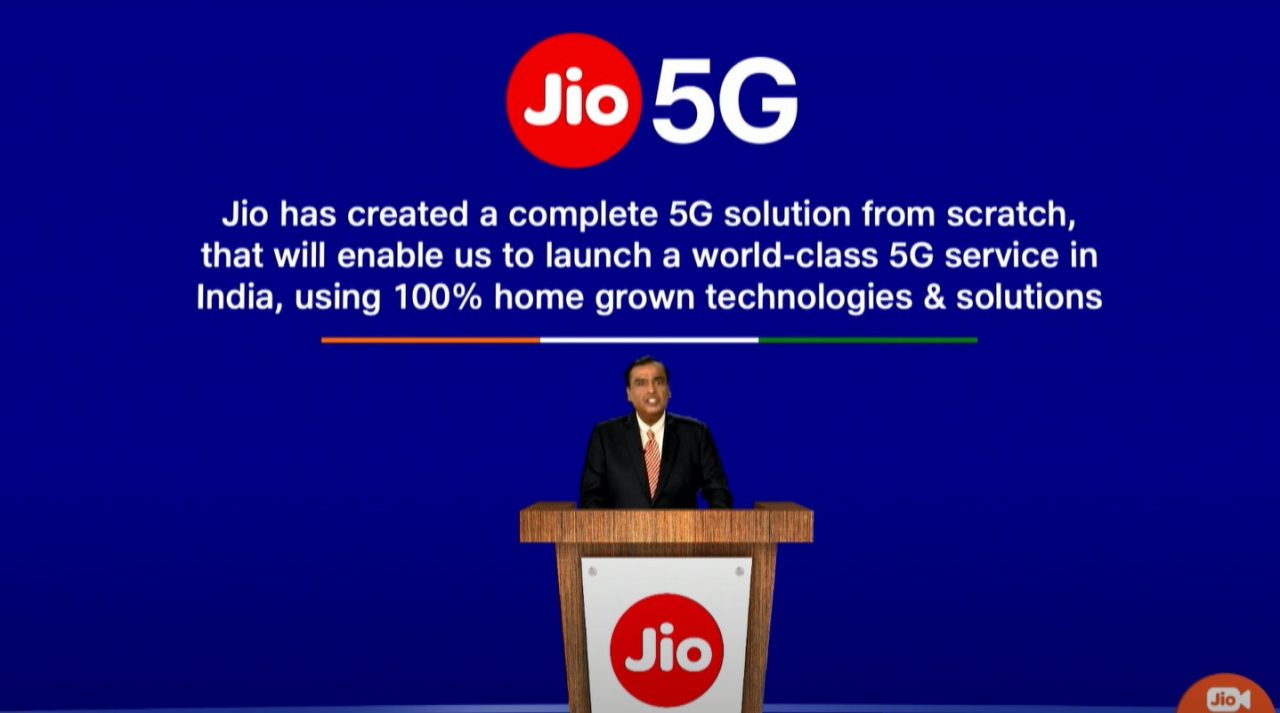 Jio 5G
Jio has created a complete 5G solution from scratch,
that will enable us to launch a world-class 5G service in
India, using 100% home grown technologies & solutions
Jio
Jio